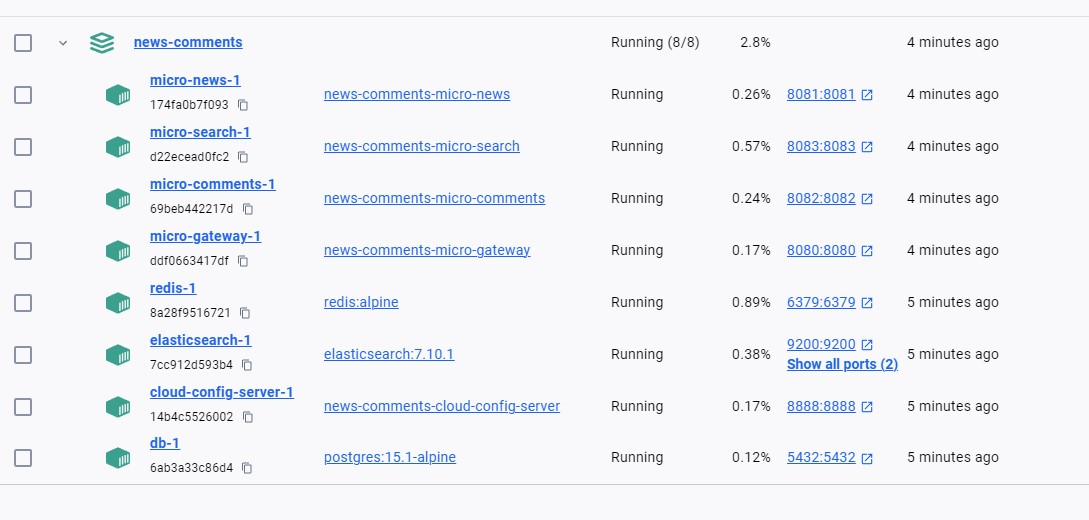 news-comments Running (8/8) 2.8% 4 minutes ago
micro-news-1
174fa0b7f093 news-comments-micro-news Running 0.26% 8081:8081 4 minutes ago
micro-search-1
d22ecead0fc2 news-comments-micro-search Running 0.57% 8083:8083 4 minutes ago
micro-comments-1
69beb442217d news-comments-micro-comments Running 0.24% 8082:8082 4 minutes ago
micro-gateway-1
ddf0663417df news-comments-micro-gateway Running 0.17% 8080:8080 4 minutes ago
redis-1
8a28f9516721 redis:alpine Running 0.89% 6379:6379 5 minutes ago
elasticsearch-1
7cc912d593b4 elasticsearch:7.10.1 Running 0.38% 9200:9200 5 minutes ago
Show all ports (2)
cloud-config-server-1
14b4c5526002 news-comments-cloud-config-server Running 0.17% 8888:8888 5 minutes ago
db-1
6ab3a33c86d4 postgres:15.1-alpine Running 0.12% 5432:5432 5 minutes ago